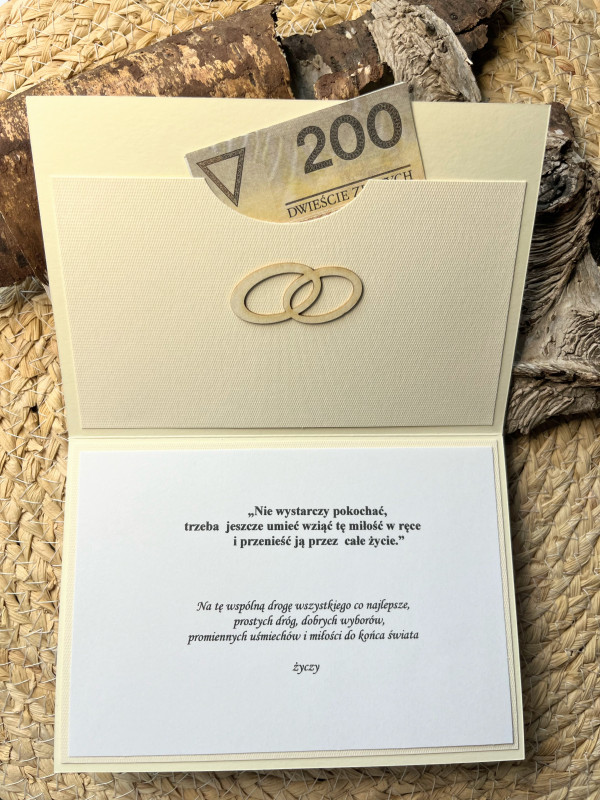 200
DWIEŚCIE ZŁOTYCH
„Nie wystarczy pokochać,
trzeba jeszcze umieć wziąć tę miłość w ręce
i przenieść ją przez całe życie.”
Na tę wspólną drogę wszystkiego co najlepsze,
prostych dróg, dobrych wyborów,
promiennych uśmiechów i miłości do końca świata
życzy